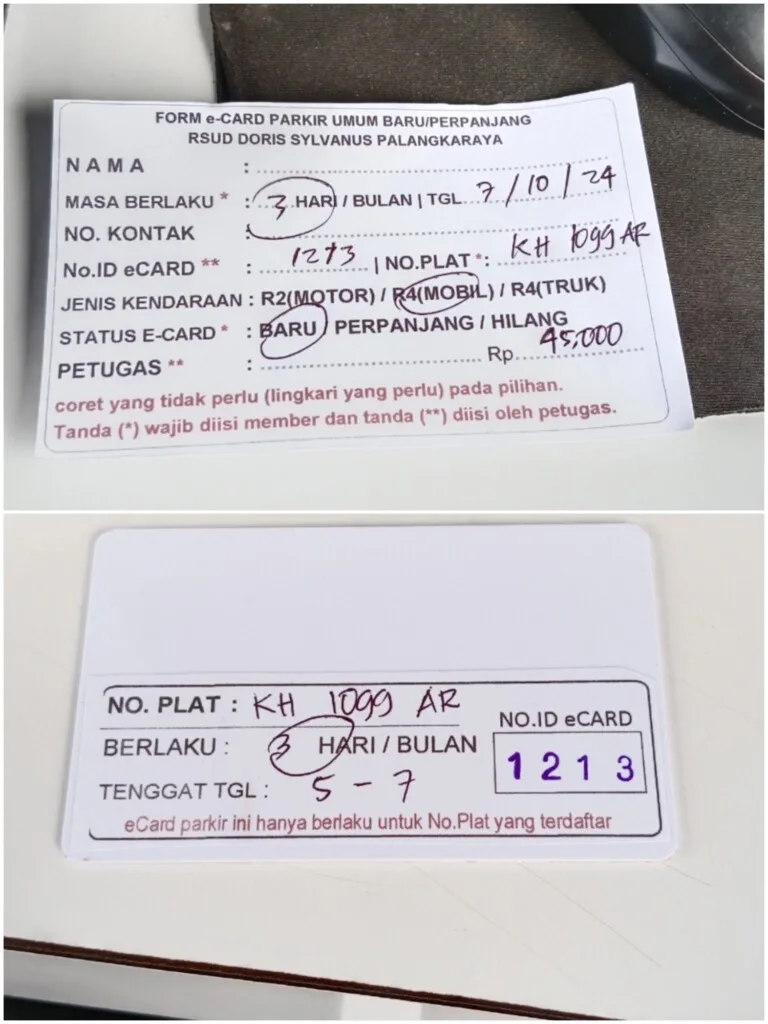 FORM e-CARD PARKIR UMUM BARU/PERPANJANG
RSUD DORIS SYLVANUS PALANGKARAYA
NAMA :
MASA BERLAKU * : 3 HARI / BULAN | TGL 7/10/24
NO. KONTAK :
No.ID eCARD ** : 1213 | NO.PLAT *: KH 1099 AR
JENIS KENDARAAN : R2(MOTOR) / R4(MOBIL) / R4(TRUK)
STATUS E-CARD * : BARU / PERPANJANG / HILANG
PETUGAS ** : Rp. 45,000
coret yang tidak perlu (lingkari yang perlu) pada pilihan.
Tanda (*) wajib diisi member dan tanda (**) diisi oleh petugas.
NO. PLAT : KH 1099 AR
NO.ID eCARD
BERLAKU : 3 HARI / BULAN
1213
TENGGAT TGL : 5 - 7
eCard parkir ini hanya berlaku untuk No.Plat yang terdaftar